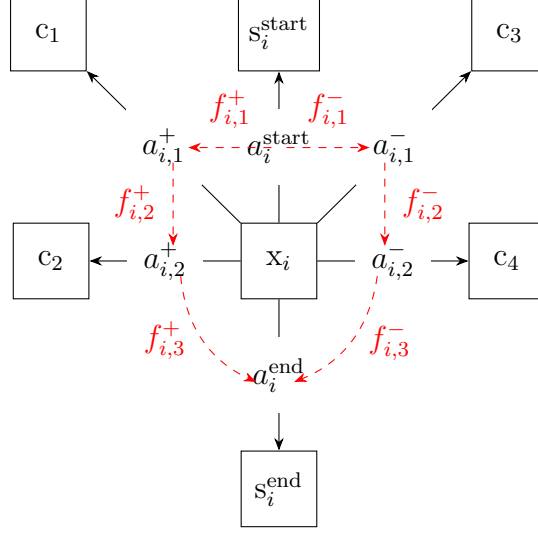 c₁ s_i^start c₃
f_{i,1}^+ f_{i,1}^-
a_{i,1}^+ a_i^start a_{i,1}^-
f_{i,2}^+ f_{i,2}^-
c₂ a_{i,2}^+ x_i a_{i,2}^- c₄
f_{i,3}^+ f_{i,3}^-
a_i^end
s_i^end